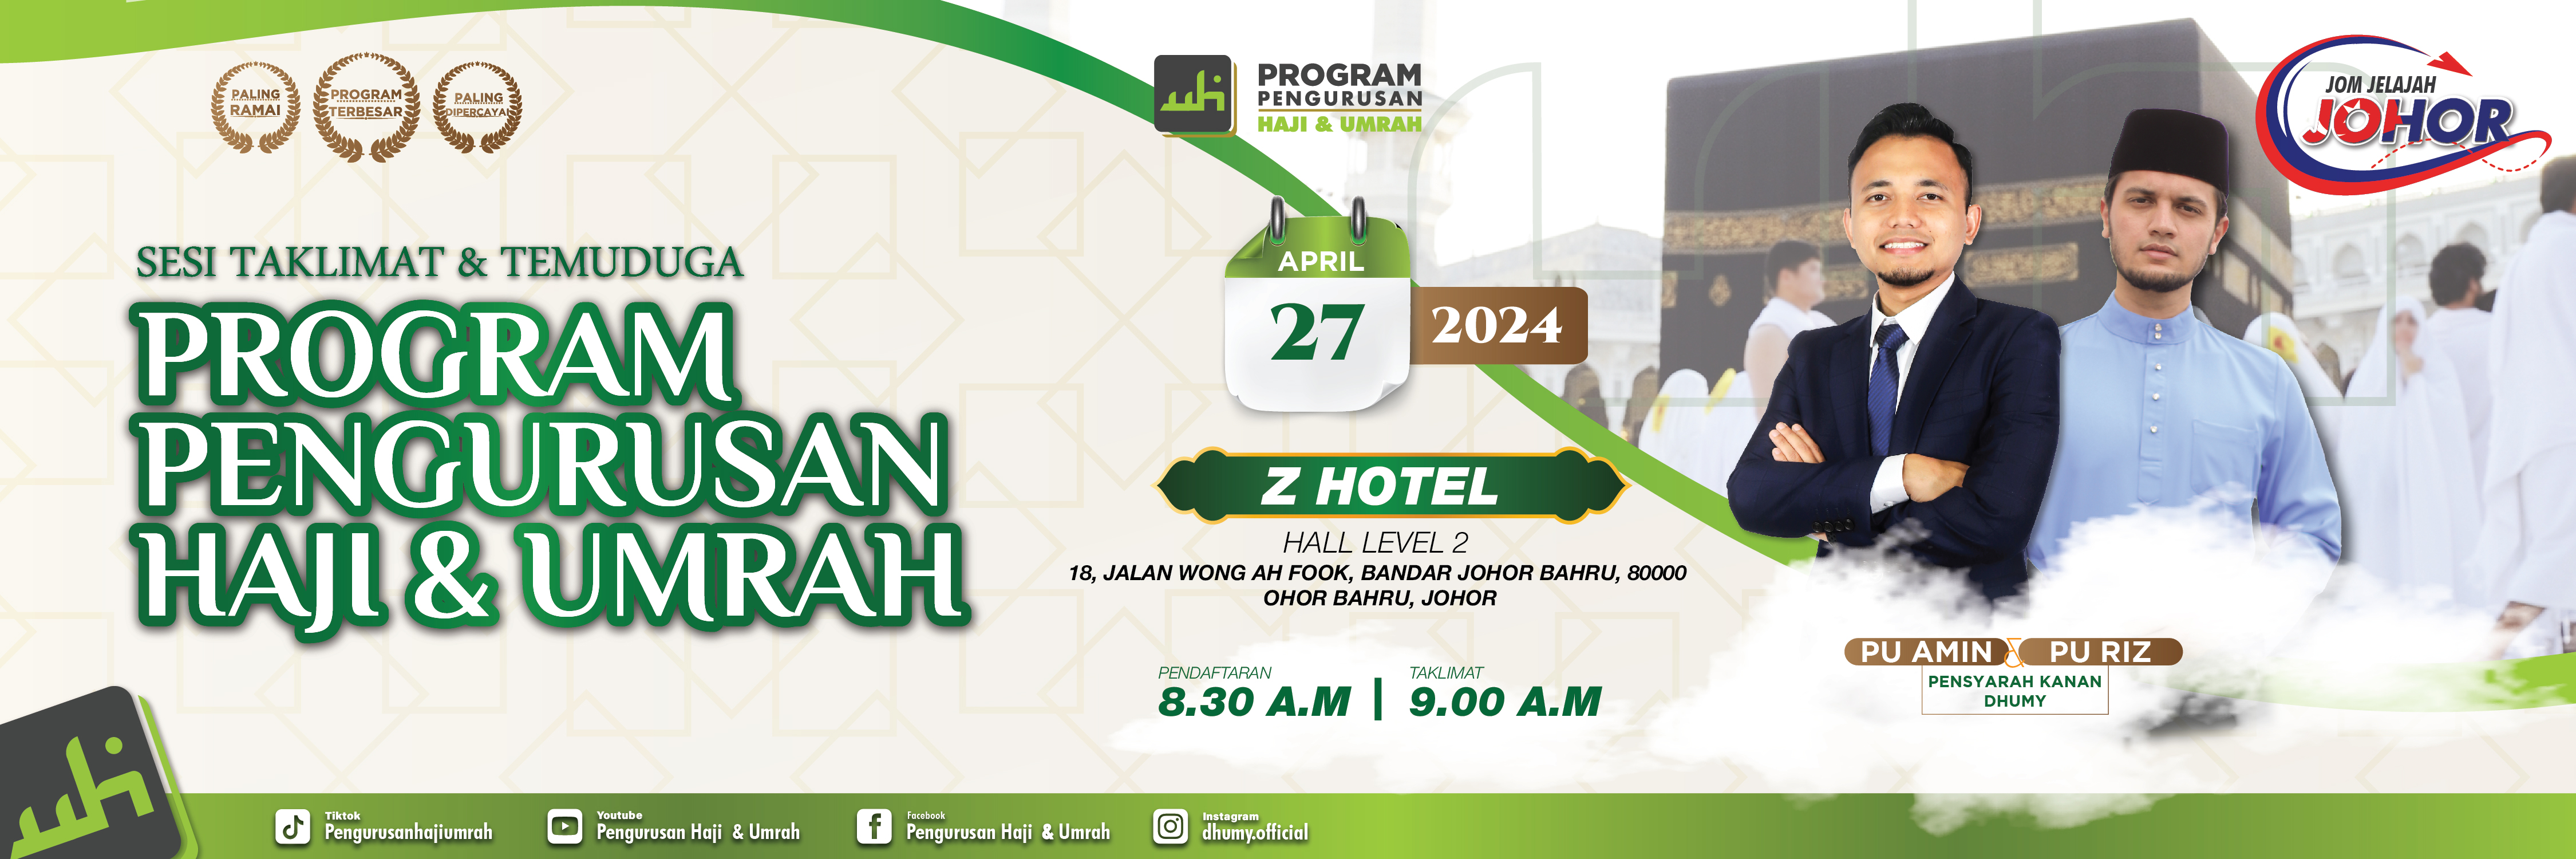 PALING
RAMAI
PROGRAM
TERBESAR
PALING
DIPERCAYAI
SESI TAKLIMAT & TEMUDUGA
PROGRAM
PENGURUSAN
HAJI & UMRAH
PROGRAM
PENGURUSAN
HAJI & UMRAH
APRIL
27
2024
Z HOTEL
HALL LEVEL 2
18, JALAN WONG AH FOOK, BANDAR JOHOR BAHRU, 80000
OHOR BAHRU, JOHOR
PENDAFTARAN
8.30 A.M
TAKLIMAT
9.00 A.M
JOM JELAJAH
JOHOR
PU AMIN & PU RIZ
PENSYARAH KANAN
DHUMY
Tiktok
Pengurusanhajiumrah
Youtube
Pengurusan Haji & Umrah
Facebook
Pengurusan Haji & Umrah
Instagram
dhumy.official